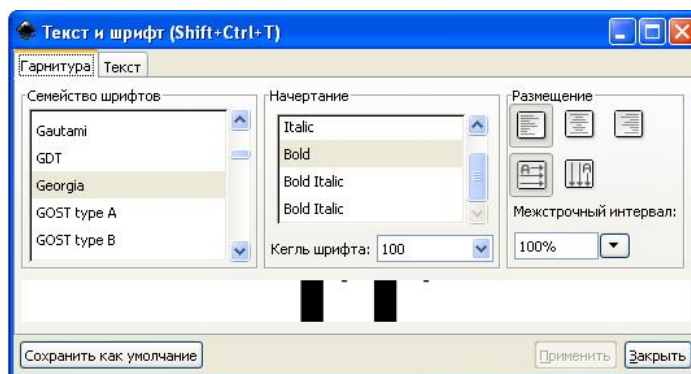 Текст и шрифт (Shift+Ctrl+T)
Гарнитура Текст
Семейство шрифтов
Gautami
GDT
Georgia
GOST type A
GOST type B
Начертание
Italic
Bold
Bold Italic
Bold Italic
Кегль шрифта: 100
Размещение
Межстрочный интервал:
100%
Сохранить как умолчание
Применить
Закрыть